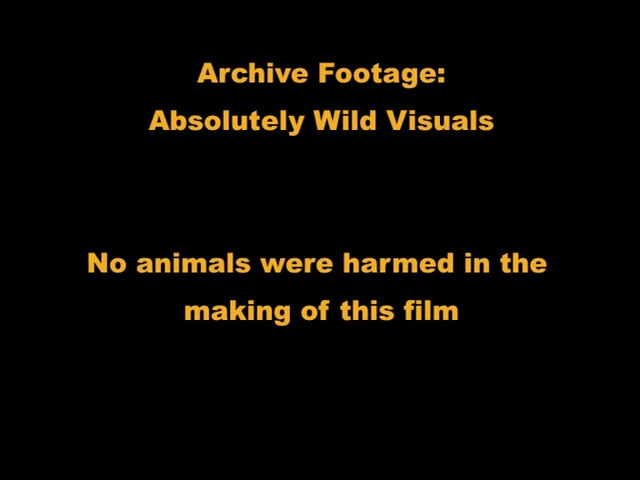 Archive Footage:
Absolutely Wild Visuals
No animals were harmed in the
making of this film